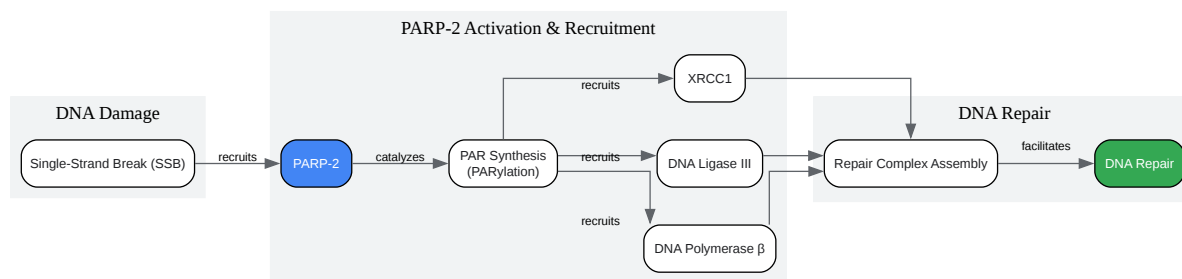 PARP-2 Activation & Recruitment
DNA Damage
Single-Strand Break (SSB)
recruits
PARP-2
catalyzes
PAR Synthesis
(PARylation)
recruits
XRCC1
recruits
DNA Ligase III
recruits
DNA Polymerase β
DNA Repair
Repair Complex Assembly
facilitates
DNA Repair